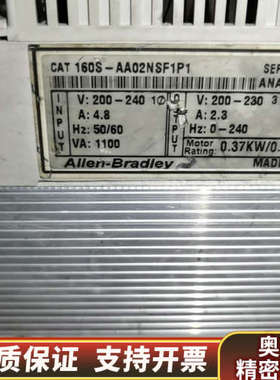 CAT 160S-AA02NSF1P1 SER
ANA
INPUT
V: 200-240 1Ø
A: 4.8
Hz: 50/60
VA: 1100
V: 200-230 3
A: 2.3
Hz: 0-240
Motor Rating: 0.37KW/0.
Allen-Bradley MADE
质保证 支持开票
奥
精密